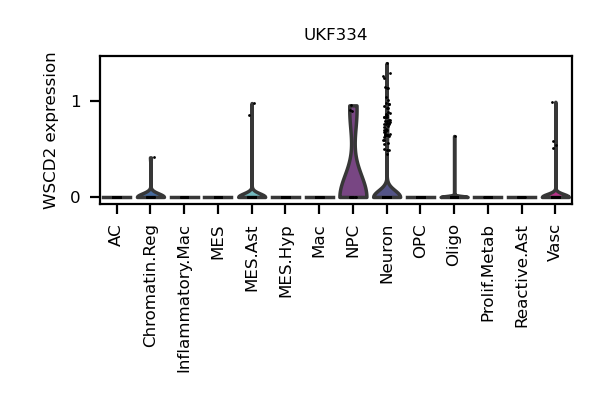 UKF334
WSCD2 expression
1
0
AC
Chromatin.Reg
Inflammatory.Mac
MES
MES.Ast
MES.Hyp
Mac
NPC
Neuron
OPC
Oligo
Prolif.Metab
Reactive.Ast
Vasc